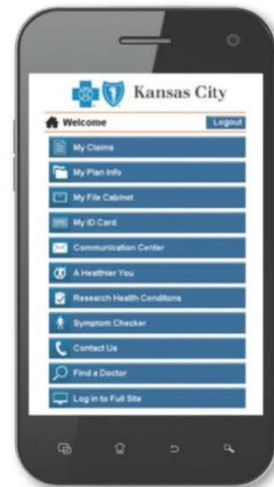 Kansas City
Welcome Logout
My Claims
My Plan Info
My File Cabinet
My ID Card
Communication Center
A Healthier You
Research Health Conditions
Symptom Checker
Contact Us
Find a Doctor
Log in to Full Site